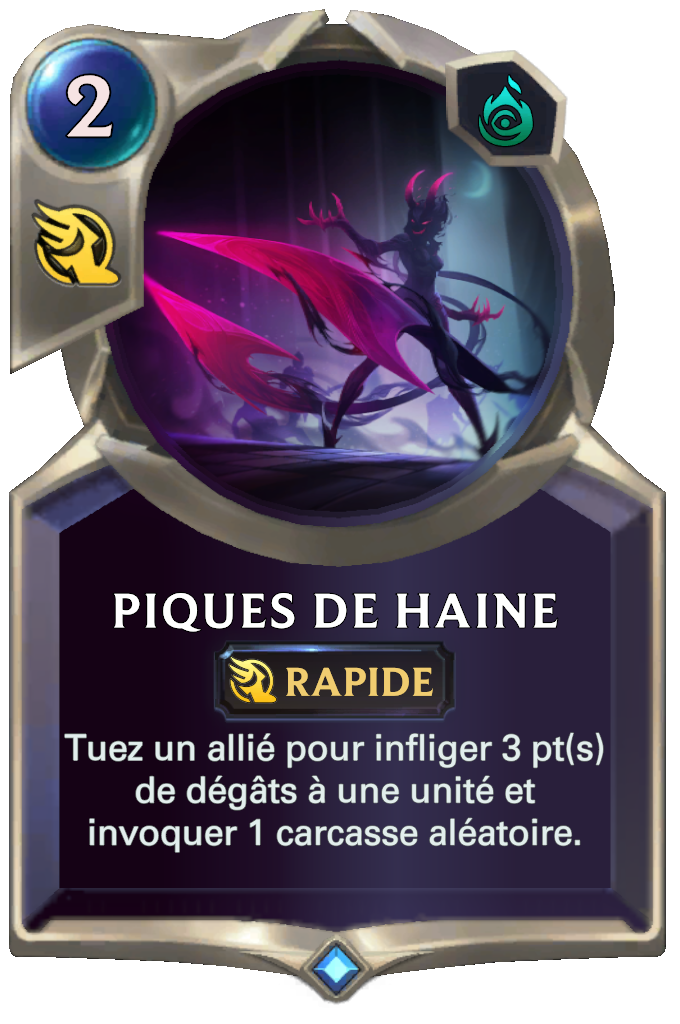 2
PIQUES DE HAINE
RAPIDE
Tuez un allié pour infliger 3 pt(s)
de dégâts à une unité et
invoquer 1 carcasse aléatoire.